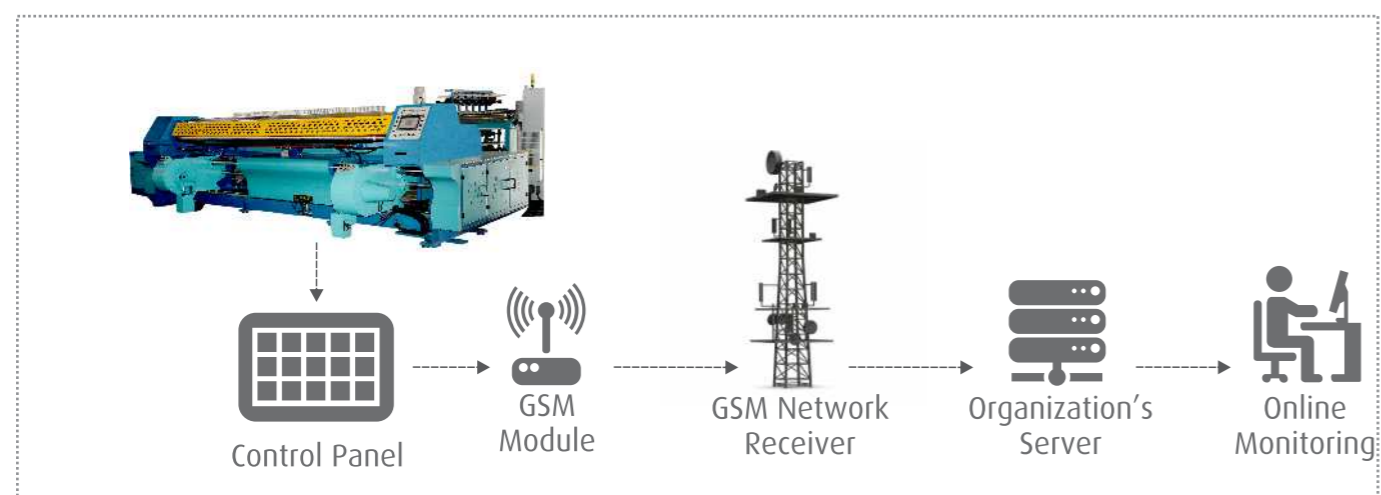 Control Panel
GSM
Module
GSM Network
Receiver
Organization’s
Server
Online
Monitoring